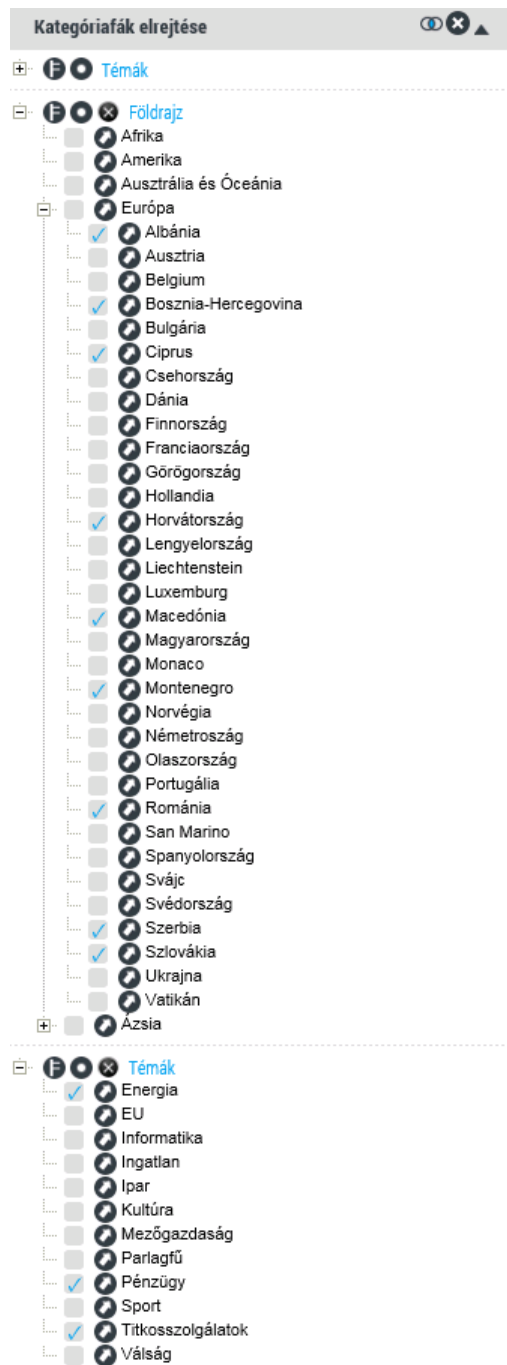 Kategóriafák elrejtése
Témák
Földrajz
Afrika
Amerika
Ausztrália és Óceánia
Európa
Albánia
Ausztria
Belgium
Bosznia-Hercegovina
Bulgária
Ciprus
Csehország
Dánia
Finnország
Franciaország
Görögország
Hollandia
Horvátország
Lengyelország
Liechtenstein
Luxemburg
Macedónia
Magyarország
Monaco
Montenegro
Norvégia
Németroszág
Olaszország
Portugália
Románia
San Marino
Spanyolország
Svájc
Svédország
Szerbia
Szlovákia
Ukrajna
Vatikán
Ázsia
Témák
Energia
EU
Informatika
Ingatlan
Ipar
Kultúra
Mezőgazdaság
Parlagfű
Pénzügy
Sport
Titkosszolgálatok
Válság